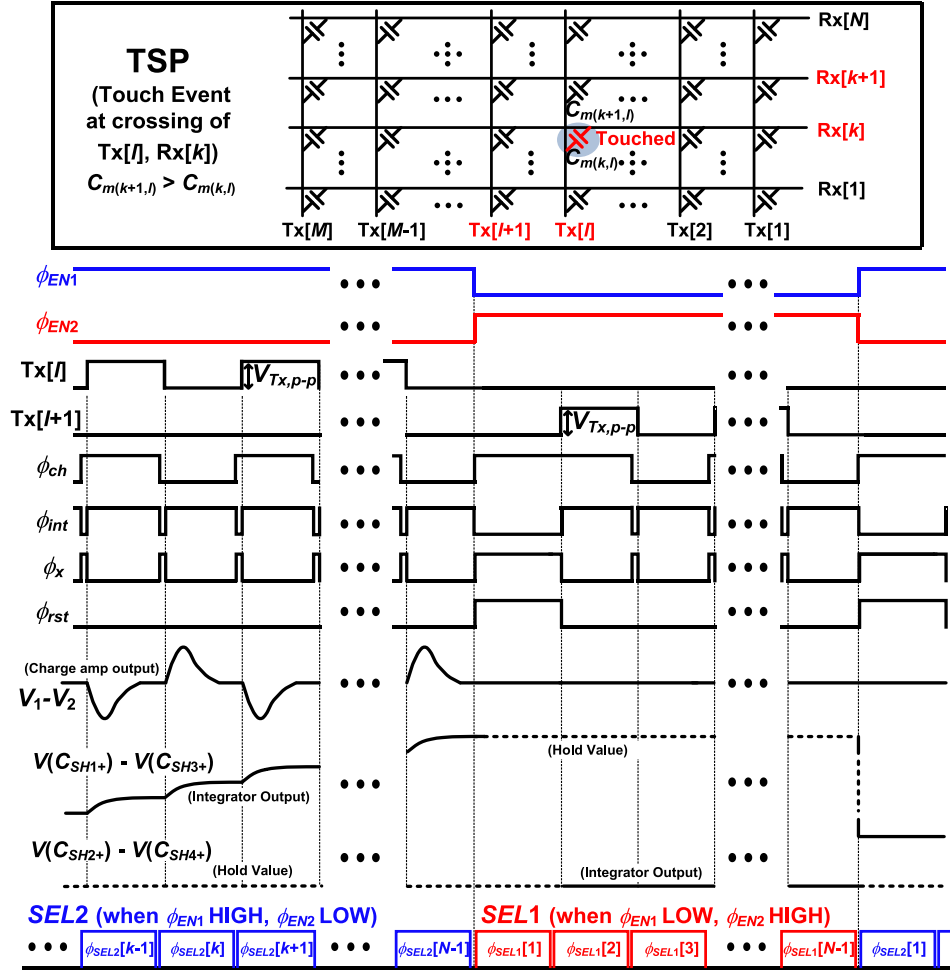 TSP
(Touch Event
at crossing of
Tx[l], Rx[k])
Cm(k+1,l) > Cm(k,l)
Rx[N]
Rx[k+1]
Cm(k+1,l)
Touched
Rx[k]
Cm(k,l)
Rx[1]
Tx[M] Tx[M-1] Tx[l+1] Tx[l] Tx[2] Tx[1]
ϕEN1
ϕEN2
Tx[l]
VTx,p-p
Tx[l+1]
VTx,p-p
ϕch
ϕint
ϕx
ϕrst
(Charge amp output)
V1-V2
V(CSH1+) - V(CSH3+)
(Hold Value)
(Integrator Output)
V(CSH2+) - V(CSH4+)
(Hold Value)
(Integrator Output)
SEL2 (when ϕEN1 HIGH, ϕEN2 LOW)
SEL1 (when ϕEN1 LOW, ϕEN2 HIGH)
ϕSEL2[k-1] ϕSEL2[k] ϕSEL2[k+1] ϕSEL2[N-1] ϕSEL1[1] ϕSEL1[2] ϕSEL1[3] ϕSEL1[N-1] ϕSEL2[1]